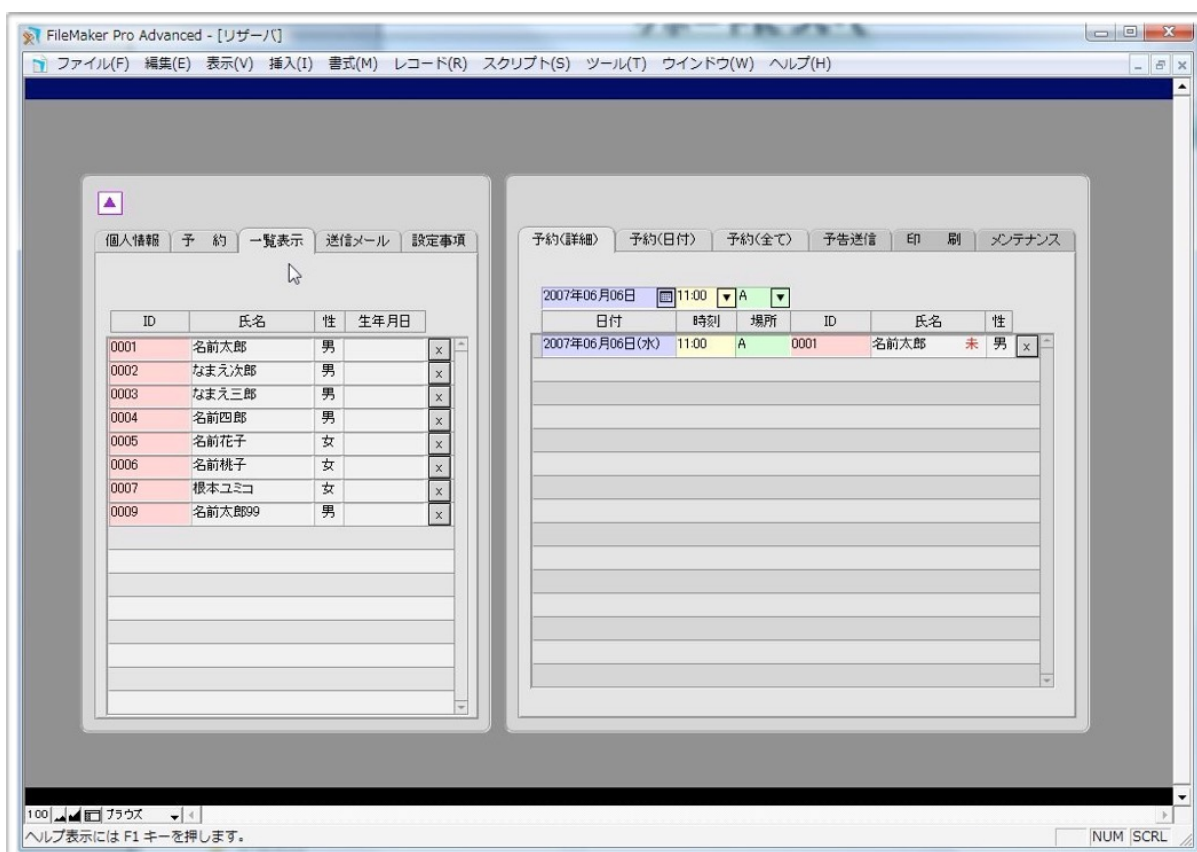 FileMaker Pro Advanced - [リザーバ]
ファイル(F) 編集(E) 表示(V) 挿入(I) 書式(M) レコード(R) スクリプト(S) ツール(T) ウインドウ(W) ヘルプ(H)
個人情報 予 約 一覧表示 送信メール 設定事項
ID 氏名 性 生年月日
0001 名前太郎 男 x
0002 なまえ次郎 男 x
0003 なまえ三郎 男 x
0004 名前四郎 男 x
0005 名前花子 女 x
0006 名前桃子 女 x
0007 根本ユミコ 女 x
0009 名前太郎99 男 x
予約(詳細) 予約(日付) 予約(全て) 予告送信 印 刷 メンテナンス
2007年06月06日 11:00 A
日付 時刻 場所 ID 氏名 性
2007年06月06日(水) 11:00 A 0001 名前太郎 未 男 x
100 ブラウズ
ヘルプ表示には F1 キーを押します。 NUM SCRL